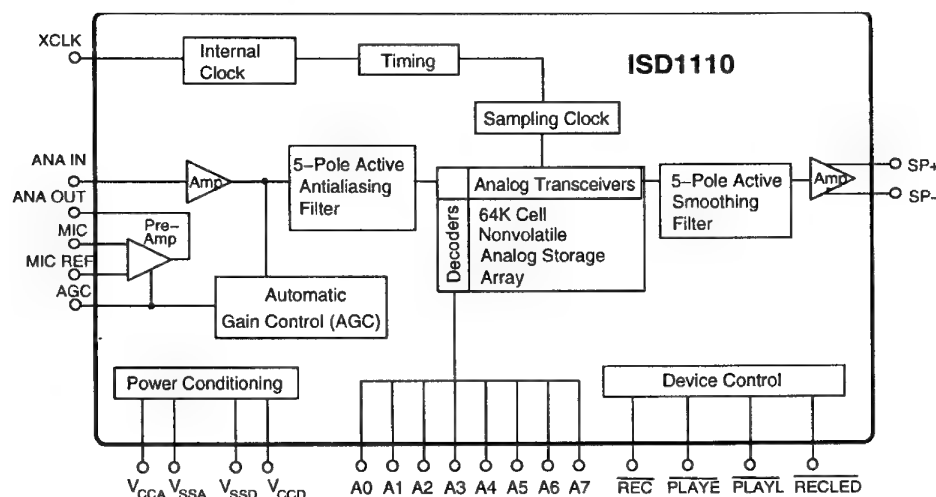 XCLK
Internal
Clock
Timing
ISD1110
Sampling Clock
ANA IN
Amp
5-Pole Active
Antialiasing
Filter
Analog Transceivers
5-Pole Active
Smoothing
Filter
Amp
SP+
SP-
ANA OUT
Pre-
Amp
MIC
MIC REF
AGC
Decoders
64K Cell
Nonvolatile
Analog Storage
Array
Automatic
Gain Control (AGC)
Power Conditioning
Device Control
VCCA VSSA VSSD VCCD A0 A1 A2 A3 A4 A5 A6 A7 REC PLAYE PLAYL RECLED